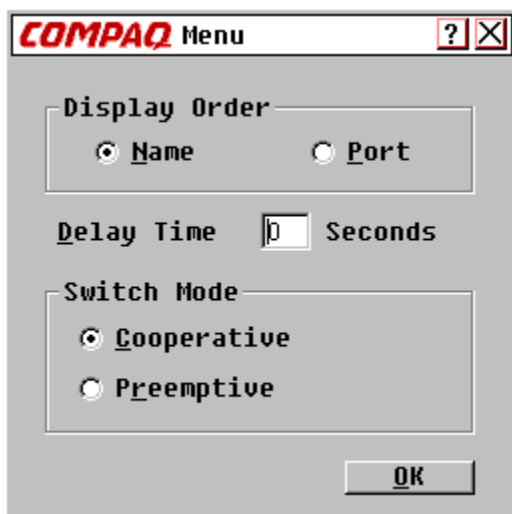 COMPAQ Menu ? X
Display Order
Name Port
Delay Time 0 Seconds
Switch Mode
Cooperative
Preemptive
OK